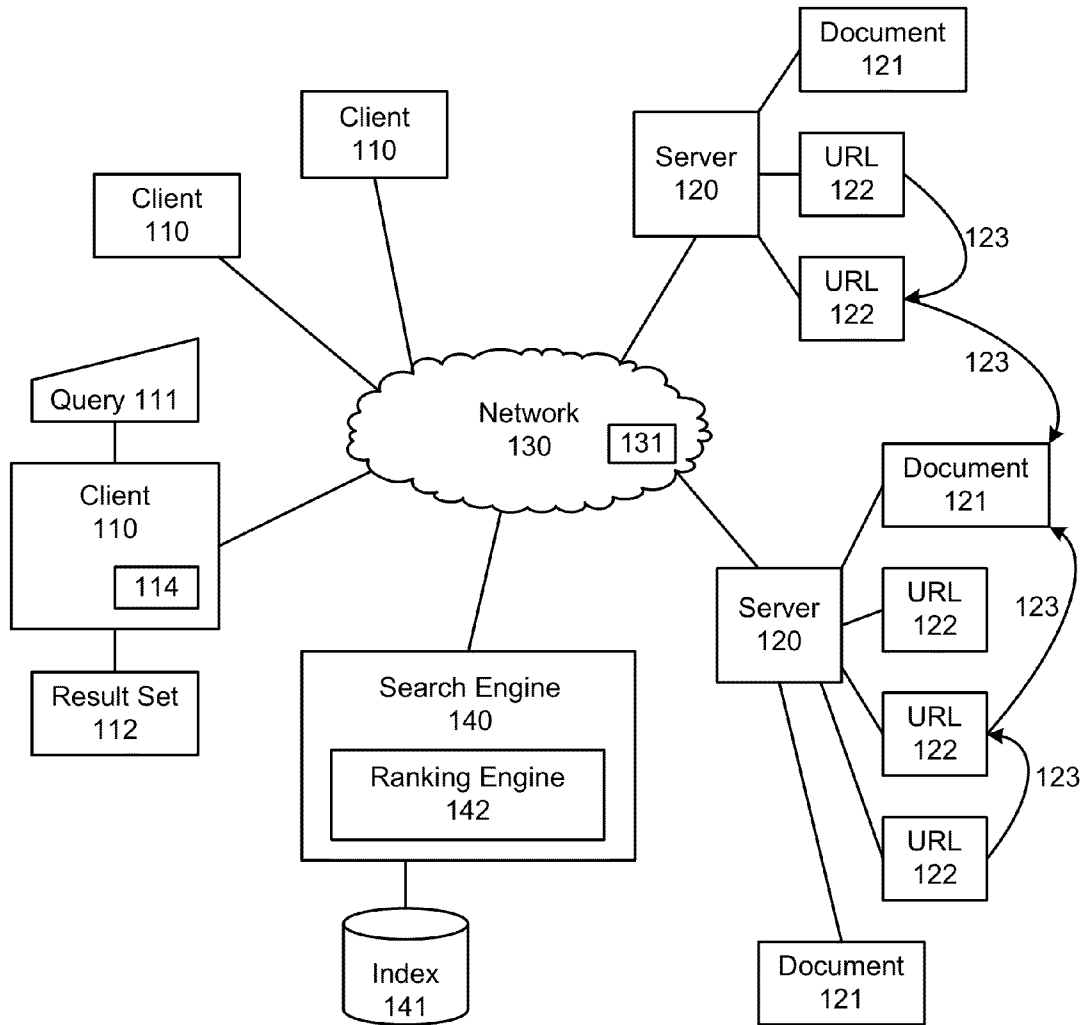 Document
121
Client
110
Server
120
URL
122
Client
110
123
URL
122
123
Query 111
Network
130
131
Document
121
Client
110
114
Server
120
URL
122
123
Search Engine
140
Result Set
112
URL
122
Ranking Engine
142
123
URL
122
Index
141
Document
121